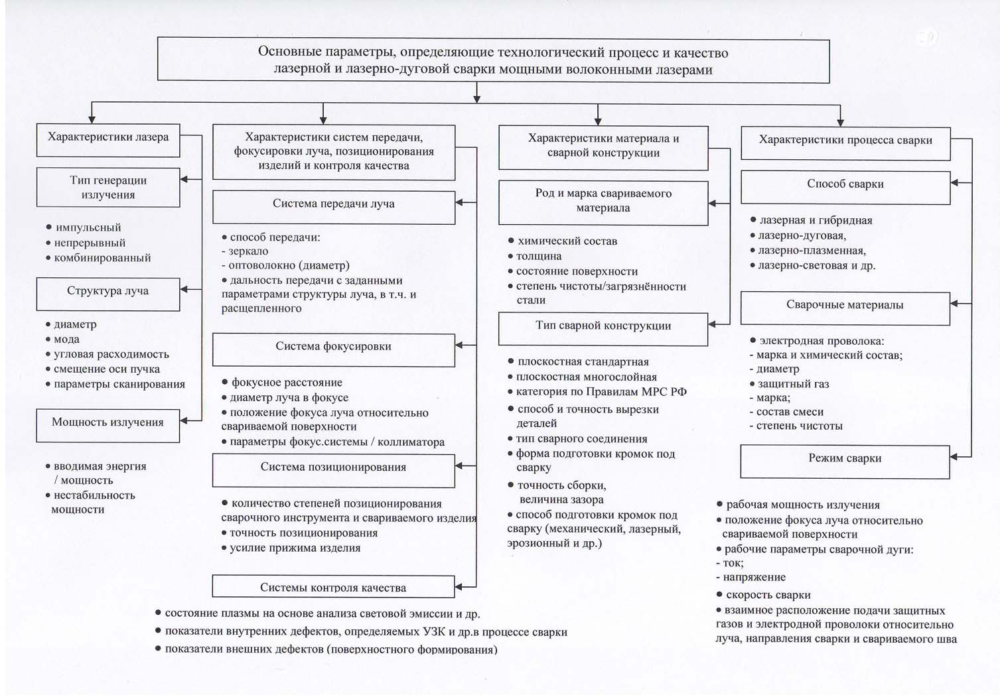 Основные параметры, определяющие технологический процесс и качество
лазерной и лазерно-дуговой сварки мощными волоконными лазерами
Характеристики лазера
Тип генерации
излучения
• импульсный
• непрерывный
• комбинированный
Структура луча
• диаметр
• мода
• угловая расходимость
• смещение оси пучка
• параметры сканирования
Мощность излучения
• вводимая энергия
/ мощность
• нестабильность
мощности
Характеристики систем передачи,
фокусировки луча, позиционирования
изделий и контроля качества
Система передачи луча
• способ передачи:
- зеркало
- оптоволокно (диаметр)
• дальность передачи с заданными
параметрами структуры луча, в т.ч. и
расщепленного
Система фокусировки
• фокусное расстояние
• диаметр луча в фокусе
• положение фокуса луча относительно
свариваемой поверхности
• параметры фокус.системы / коллиматора
Система позиционирования
• количество степеней позиционирования
сварочного инструмента и свариваемого изделия
• точность позиционирования
• усилие прижима изделия
Системы контроля качества
• состояние плазмы на основе анализа световой эмиссии и др.
• показатели внутренних дефектов, определяемых УЗК и др.в процессе сварки
• показатели внешних дефектов (поверхностного формирования)
Характеристики материала и
сварной конструкции
Род и марка свариваемого
материала
• химический состав
• толщина
• состояние поверхности
• степень чистоты/загрязнённости
стали
Тип сварной конструкции
• плоскостная стандартная
• плоскостная многослойная
• категория по Правилам МРС РФ
• способ и точность вырезки
деталей
• тип сварного соединения
• форма подготовки кромок под
сварку
• точность сборки,
величина зазора
• способ подготовки кромок под
сварку (механический, лазерный,
эрозионный и др.)
Характеристики процесса сварки
Способ сварки
• лазерная и гибридная
• лазерно-дуговая,
• лазерно-плазменная,
• лазерно-световая и др.
Сварочные материалы
• электродная проволока:
- марка и химический состав;
- диаметр
• защитный газ
- марка;
- состав смеси
- степень чистоты
Режим сварки
• рабочая мощность излучения
• положение фокуса луча относительно
свариваемой поверхности
• рабочие параметры сварочной дуги:
- ток;
- напряжение
• скорость сварки
• взаимное расположение подачи защитных
газов и электродной проволоки относительно
луча, направления сварки и свариваемого шва